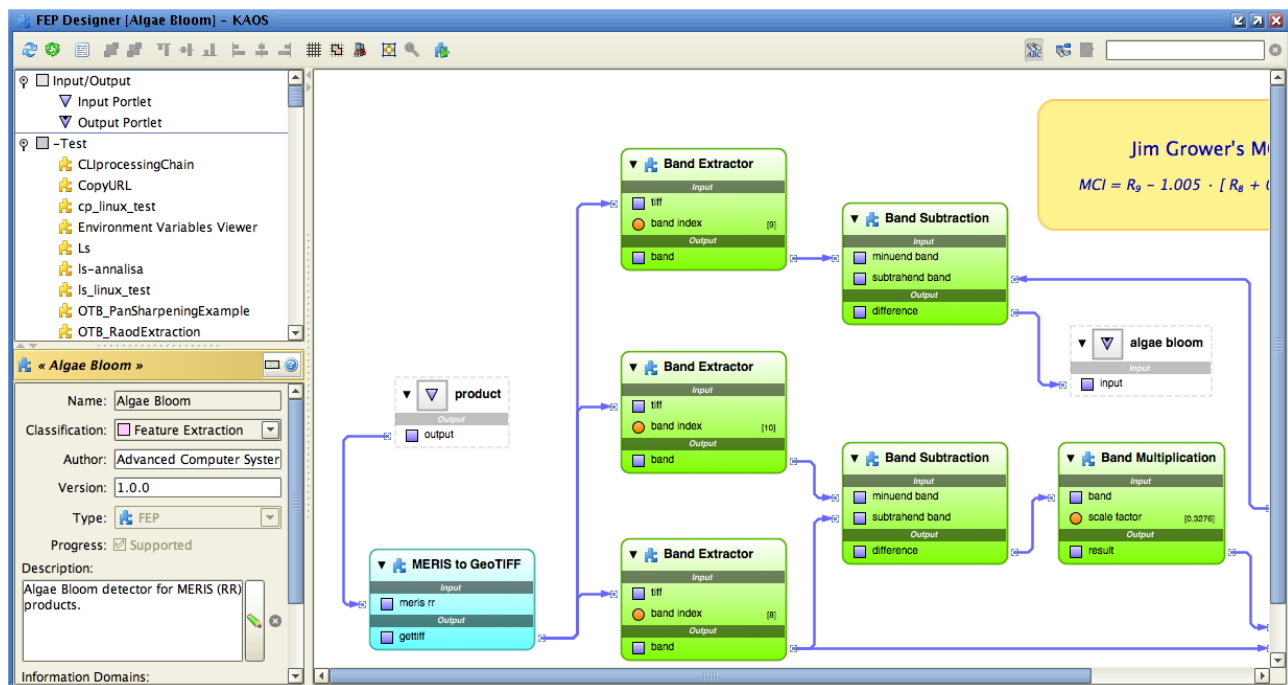 FEP Designer [Algae Bloom] - KAOS
ABC
Input/Output
Input Portlet
Output Portlet
-Test
CLIprocessingChain
CopyURL
cp_linux_test
Environment Variables Viewer
Ls
ls-annalisa
ls_linux_test
OTB_PanSharpeningExample
OTB_RaodExtraction
« Algae Bloom »
Name: Algae Bloom
Classification: Feature Extraction
Author: Advanced Computer Syster
Version: 1.0.0
Type: FEP
Progress: Supported
Description:
Algae Bloom detector for MERIS (RR)
products.
Information Domains:
product
Output
output
MERIS to GeoTIFF
Input
meris rr
Output
gettiff
Band Extractor
Input
tiff
band index [9]
Output
band
Band Extractor
Input
tiff
band index [10]
Output
band
Band Extractor
Input
tiff
band index [8]
Output
band
Band Subtraction
Input
minuend band
subtrahend band
Output
difference
Band Subtraction
Input
minuend band
subtrahend band
Output
difference
Jim Grower's M
MCI = R₉ - 1.005 · [ R₈ +
algae bloom
Input
input
Band Multiplication
Input
band
scale factor [0.3276]
Output
result